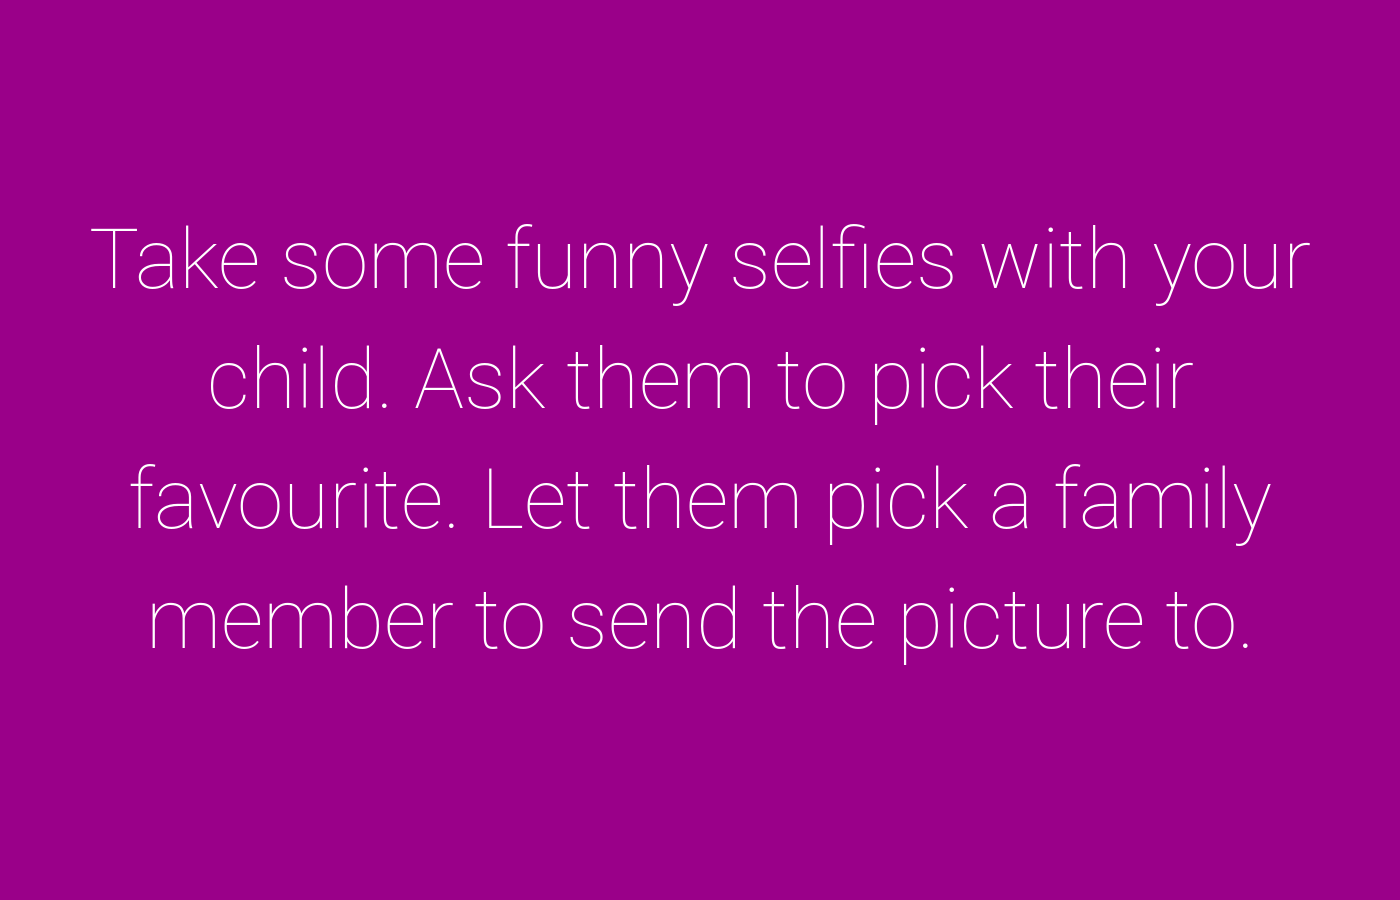 Take some funny selfies with your
child. Ask them to pick their
favourite. Let them pick a family
member to send the picture to.